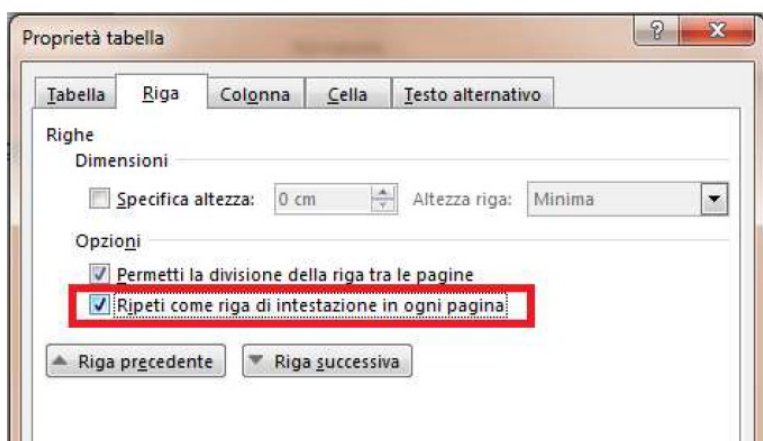 Proprietà tabella
Tabella Riga Colonna Cella Testo alternativo
Righe
Dimensioni
Specifica altezza: 0 cm Altezza riga: Minima
Opzioni
Permetti la divisione della riga tra le pagine
Ripeti come riga di intestazione in ogni pagina
Riga precedente Riga successiva